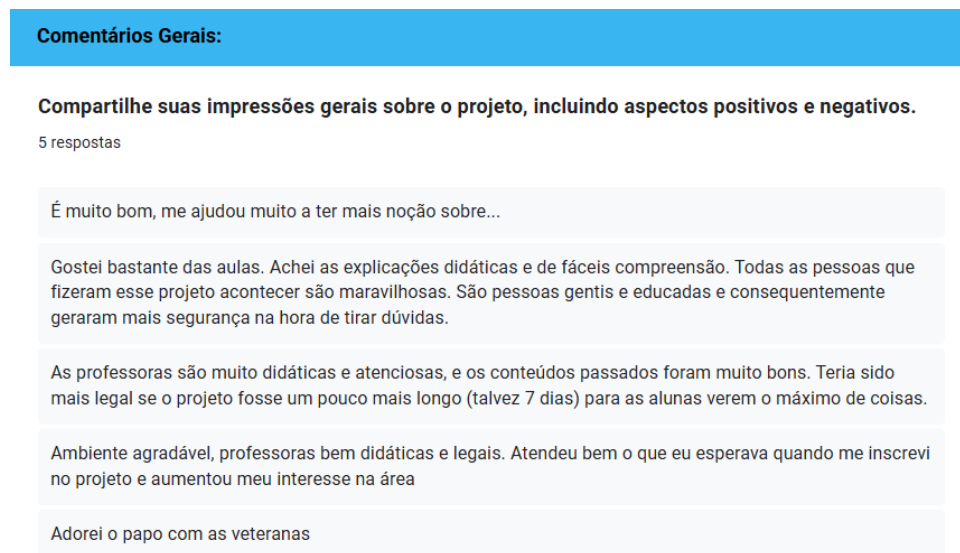 Comentários Gerais:
Compartilhe suas impressões gerais sobre o projeto, incluindo aspectos positivos e negativos.
5 respostas
É muito bom, me ajudou muito a ter mais noção sobre...
Gostei bastante das aulas. Achei as explicações didáticas e de fáceis compreensão. Todas as pessoas que
fizeram esse projeto acontecer são maravilhosas. São pessoas gentis e educadas e consequentemente
geraram mais segurança na hora de tirar dúvidas.
As professoras são muito didáticas e atenciosas, e os conteúdos passados foram muito bons. Teria sido
mais legal se o projeto fosse um pouco mais longo (talvez 7 dias) para as alunas verem o máximo de coisas.
Ambiente agradável, professoras bem didáticas e legais. Atendeu bem o que eu esperava quando me inscrevi
no projeto e aumentou meu interesse na área
Adorei o papo com as veteranas